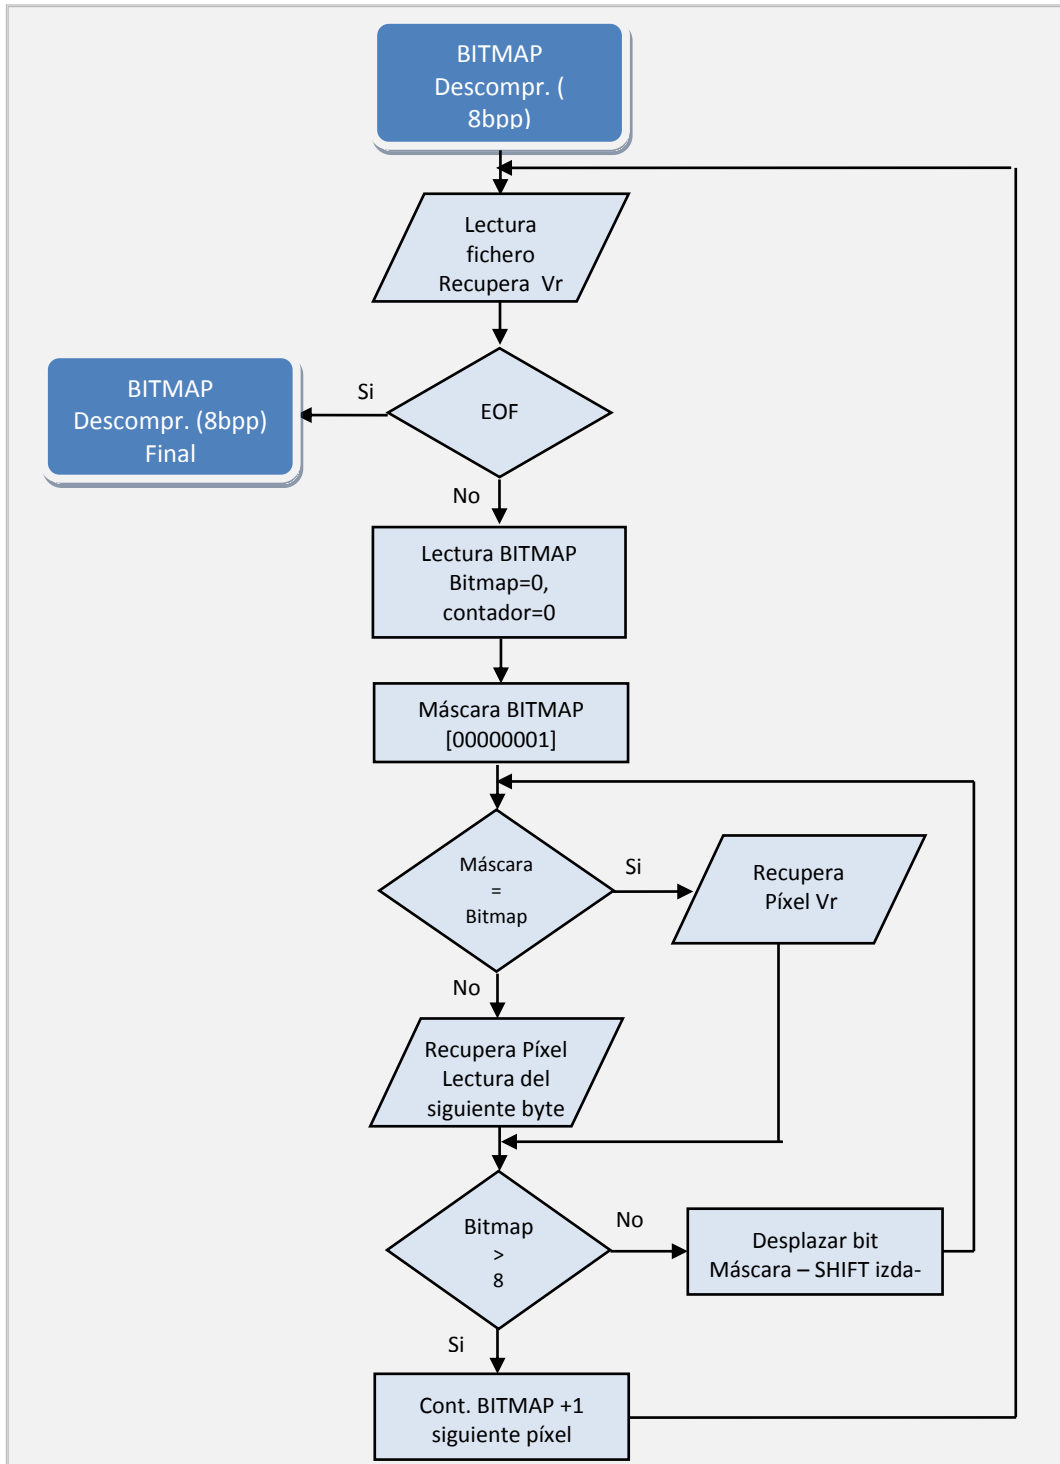 BITMAP
Descompr. (
8bpp)
Lectura
fichero
Recupera Vr
BITMAP
Descompr. (8bpp)
Final
Si
EOF
No
Lectura BITMAP
Bitmap=0,
contador=0
Máscara BITMAP
[00000001]
Máscara
=
Bitmap
Si
Recupera
Píxel Vr
No
Recupera Píxel
Lectura del
siguiente byte
Bitmap
>
8
No
Desplazar bit
Máscara – SHIFT izda-
Si
Cont. BITMAP +1
siguiente píxel